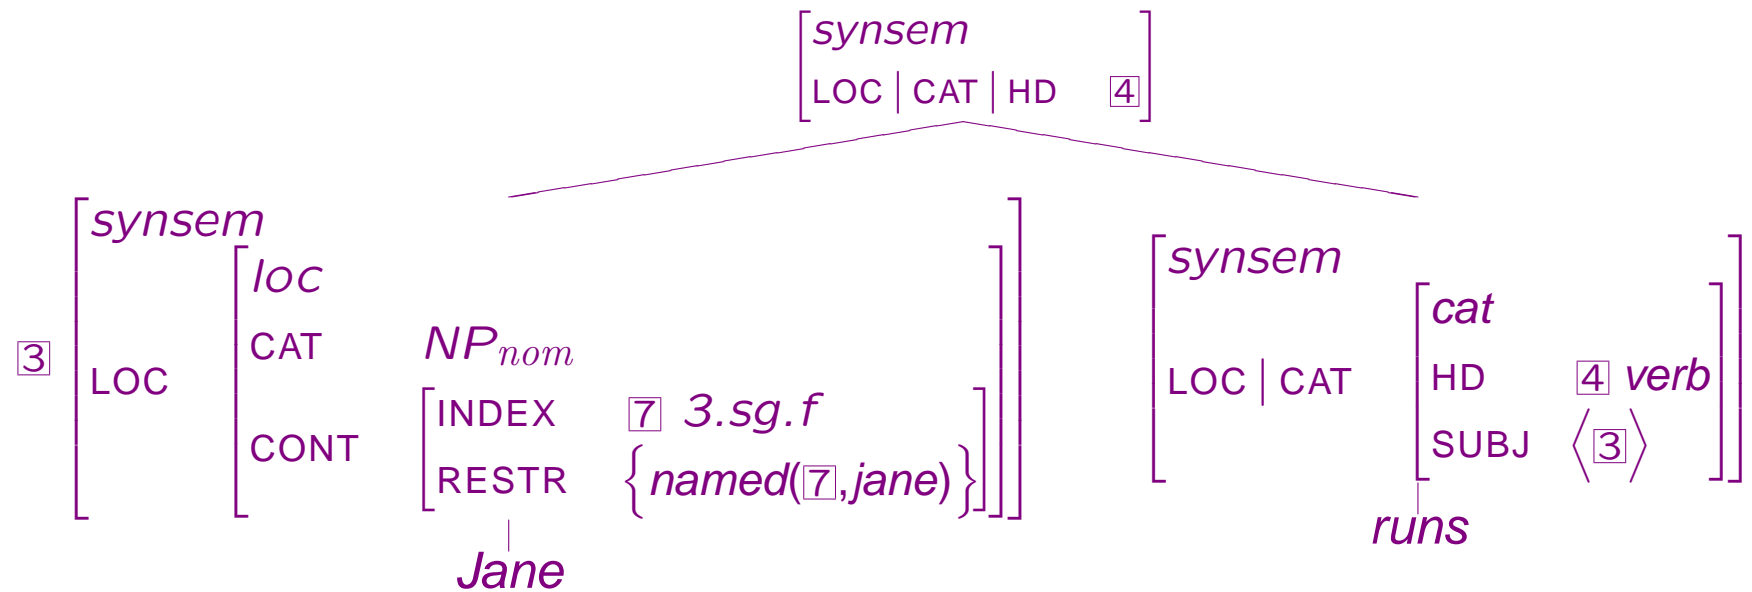 synsem
LOC | CAT | HD 4
synsem
loc
CAT NP_nom
3 LOC
INDEX 7 3.sg.f
CONT
RESTR {named(7,jane)}
Jane
synsem
cat
LOC | CAT
HD 4 verb
SUBJ ⟨3⟩
runs